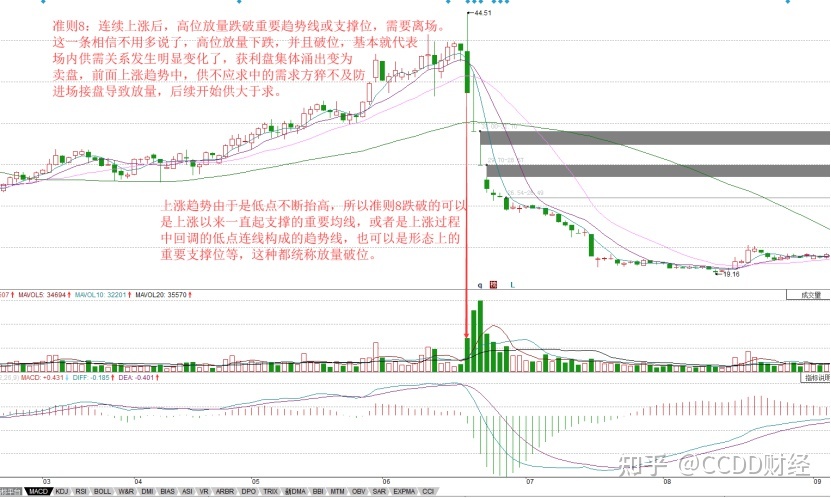 准则8：连续上涨后，高位放量跌破重要趋势线或支撑位，需要离场。
这一条相信不用多说了，高位放量下跌，并且破位，基本就代表
场内供需关系发生明显变化了，获利盘集体涌出变为
卖盘，前面上涨趋势中，供不应求中的需求方猝不及防
进场接盘导致放量，后续开始供大于求。
44.51
上涨趋势由于是低点不断抬高，所以准则8跌破的可以
是上涨以来一直起支撑的重要均线，或者是上涨过程
中回调的低点连线构成的趋势线，也可以是形态上的
重要支撑位等，这种都统称放量破位。
19.16
q
L
507↑ MAVOL5: 34694↑ MAVOL10: 32201↑ MAVOL20: 35570↑
成交量
MACD: +0.431↓ DIFF: -0.185↑ DEA: -0.401↑
指标说明
03 04 05 06 07 08 09
MACD KDJ RSI BOLL W&R DMI BIAS ASI VR ARBR DPO TRIX 新DMA BBI MTM OBV SAR EXPMA CCI
知乎 @CCDD财经